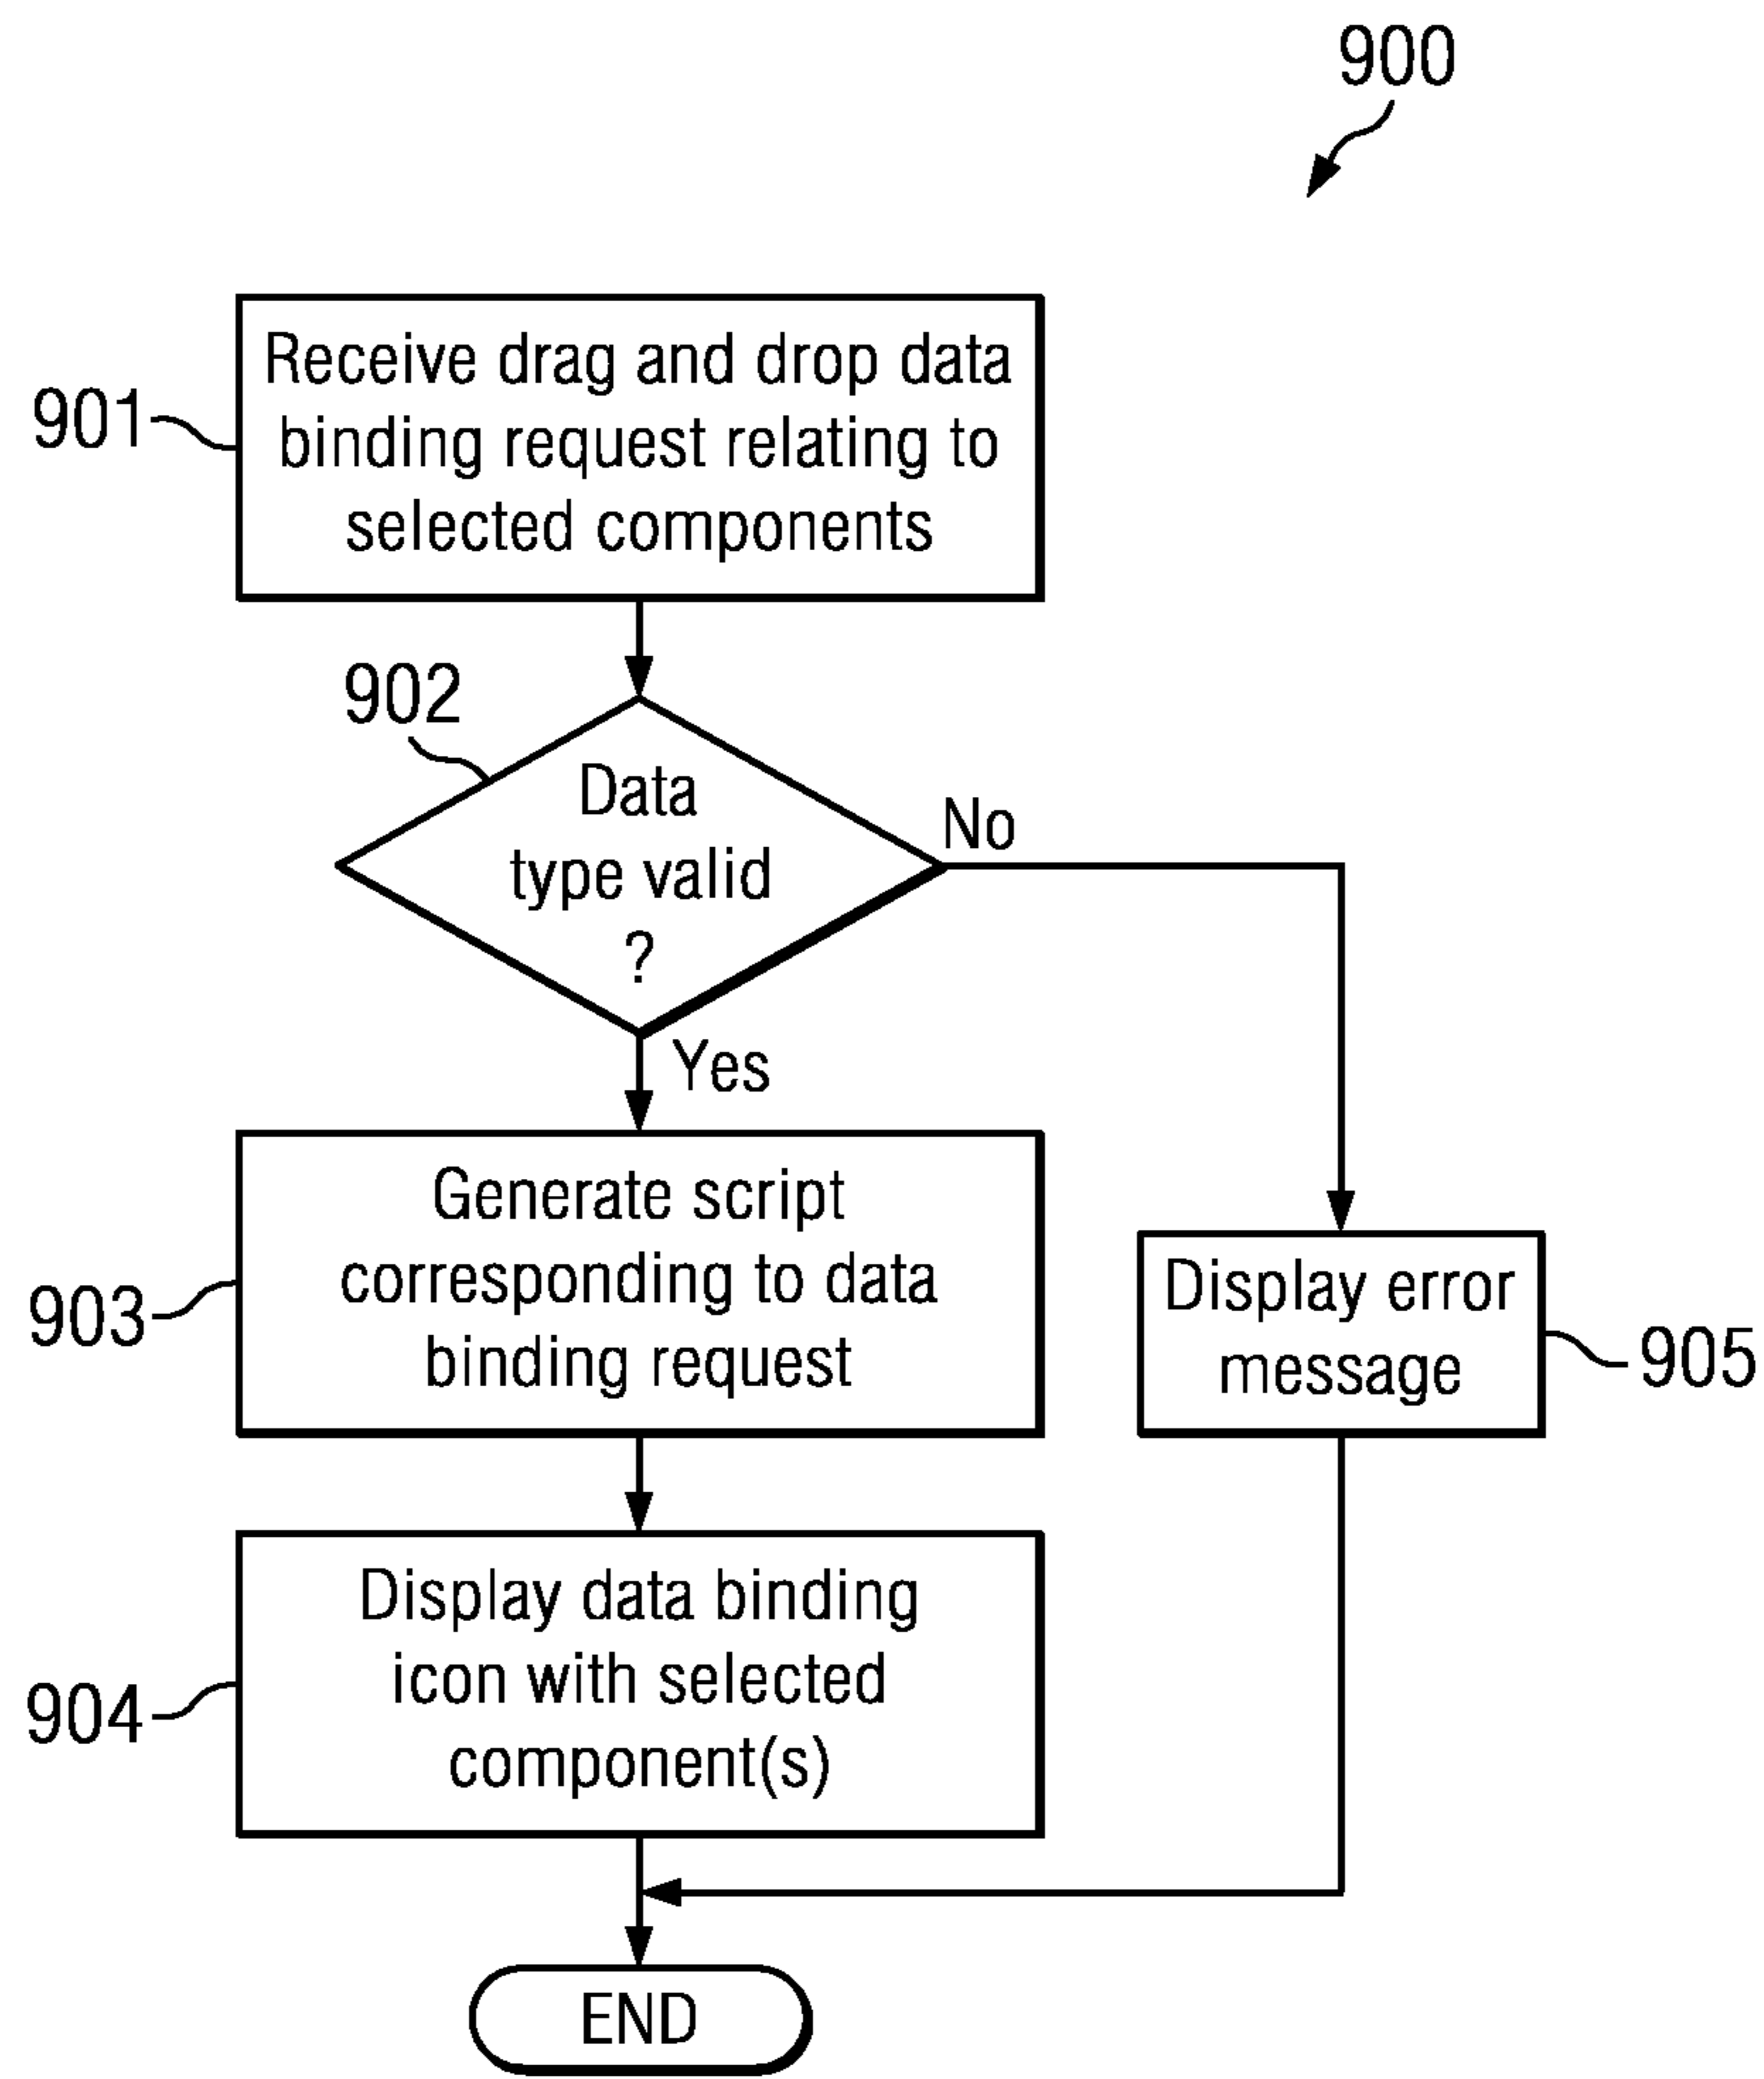 900
901
Receive drag and drop data
binding request relating to
selected components
902
Data
type valid
?
No
Yes
903
Generate script
corresponding to data
binding request
Display error
message
905
904
Display data binding
icon with selected
component(s)
END